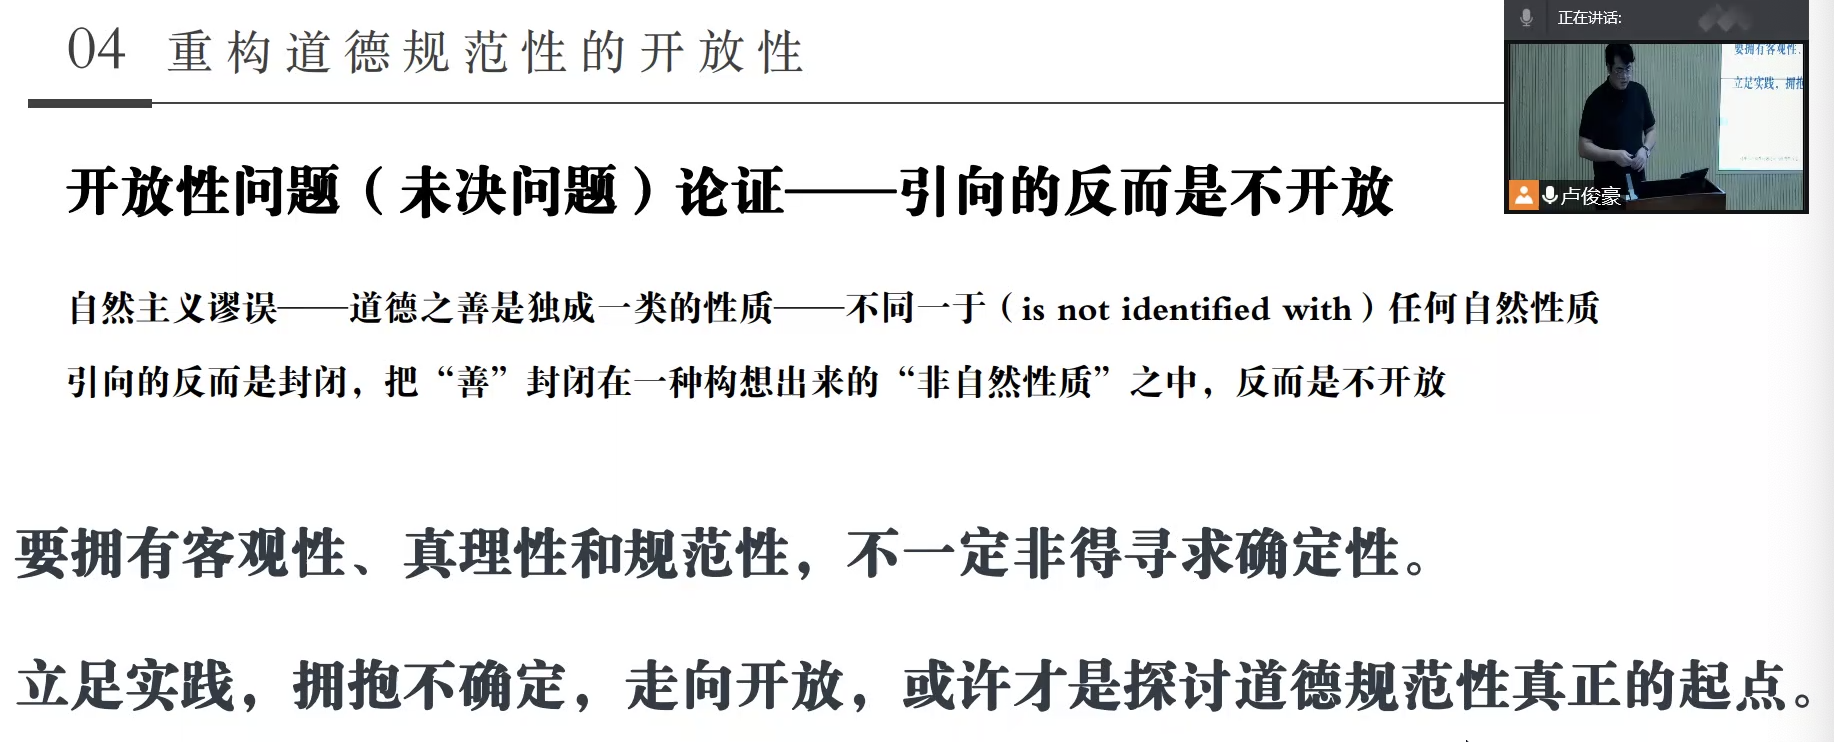 04 重构道德规范性的开放性
正在讲话:
要拥有客观性、
立足实践，拥抱
卢俊豪
开放性问题（未决问题）论证——引向的反而是不开放
自然主义谬误——道德之善是独成一类的性质——不同一于（is not identified with）任何自然性质
引向的反而是封闭，把“善”封闭在一种构想出来的“非自然性质”之中，反而是不开放
要拥有客观性、真理性和规范性，不一定非得寻求确定性。
立足实践，拥抱不确定，走向开放，或许才是探讨道德规范性真正的起点。